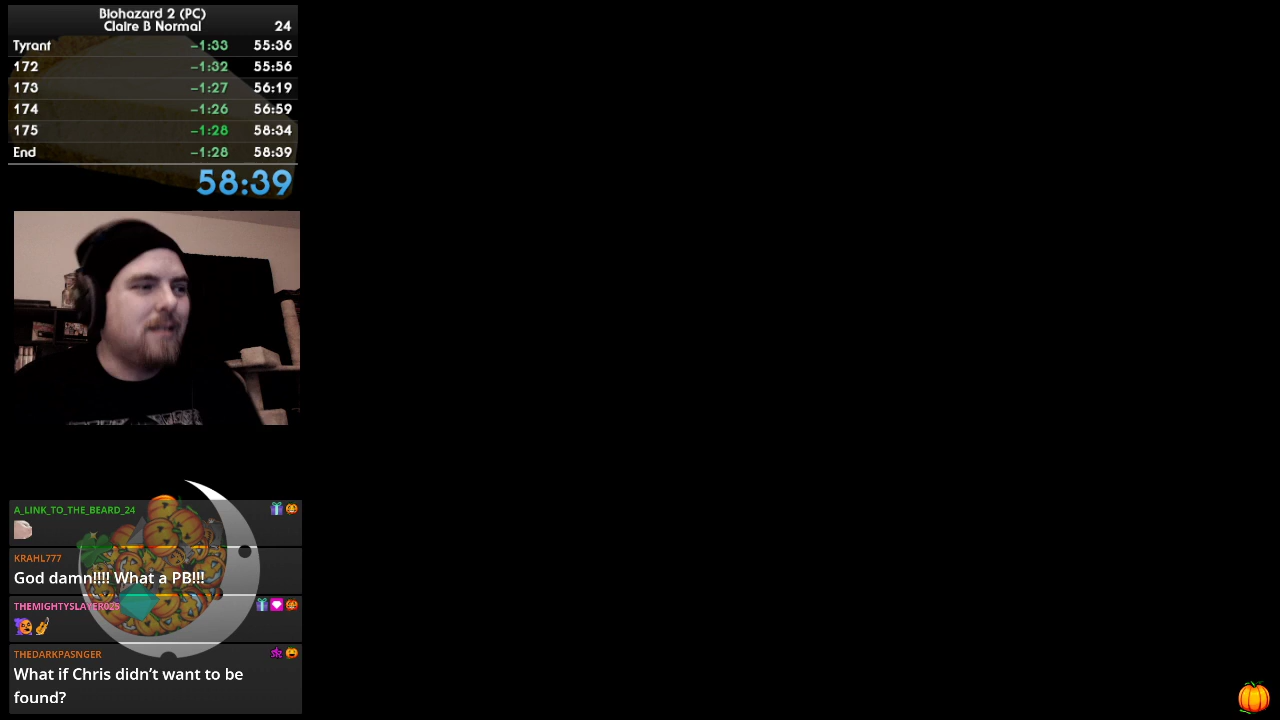 Biohazard 2 (PC)
Claire B Normal 24
Tyrant -1:33 55:36
172 -1:32 55:56
173 -1:27 56:19
174 -1:26 56:59
175 -1:28 58:34
End -1:28 58:39
58:39
A_LINK_TO_THE_BEARD_24
KRAHL777
God damn!!!! What a PB!!!
THEMIGHTYSLAYER025
THEDARKPASNGER
What if Chris didn't want to be
found?